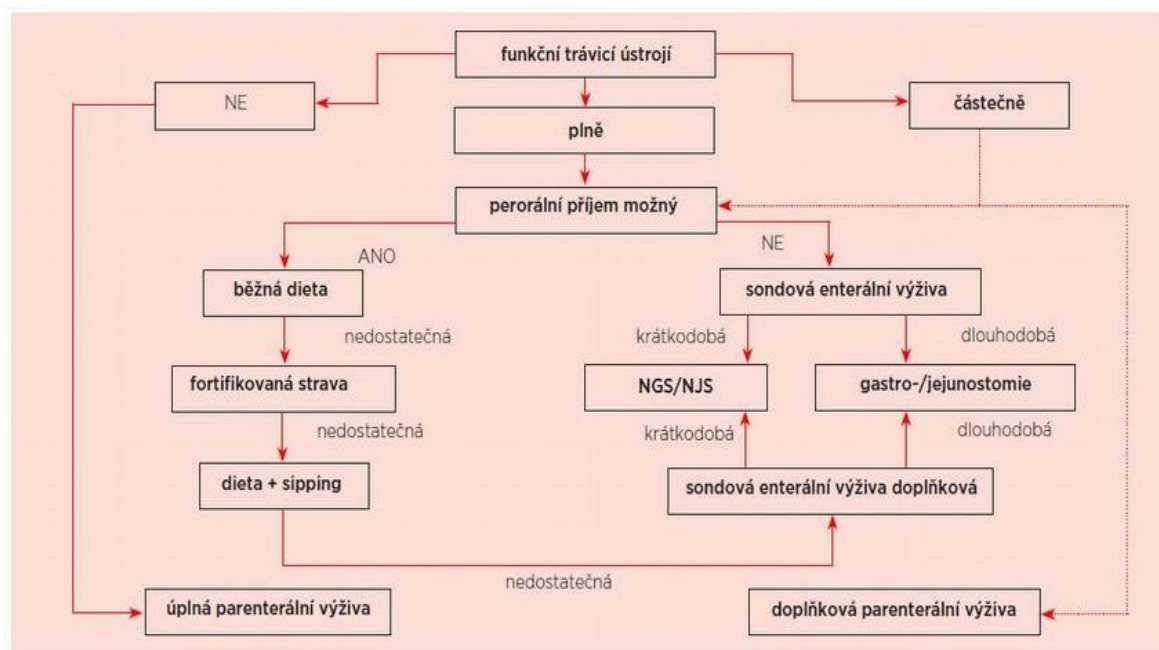 funkční trávicí ústrojí
NE
částečně
plně
perorální příjem možný
ANO
NE
běžná dieta
sondová enterální výživa
nedostatečná
krátkodobá
dlouhodobá
fortifikovaná strava
NGS/NJS
gastro-/jejunostomie
nedostatečná
krátkodobá
dlouhodobá
dieta + sipping
sondová enterální výživa doplňková
nedostatečná
úplná parenterální výživa
doplňková parenterální výživa